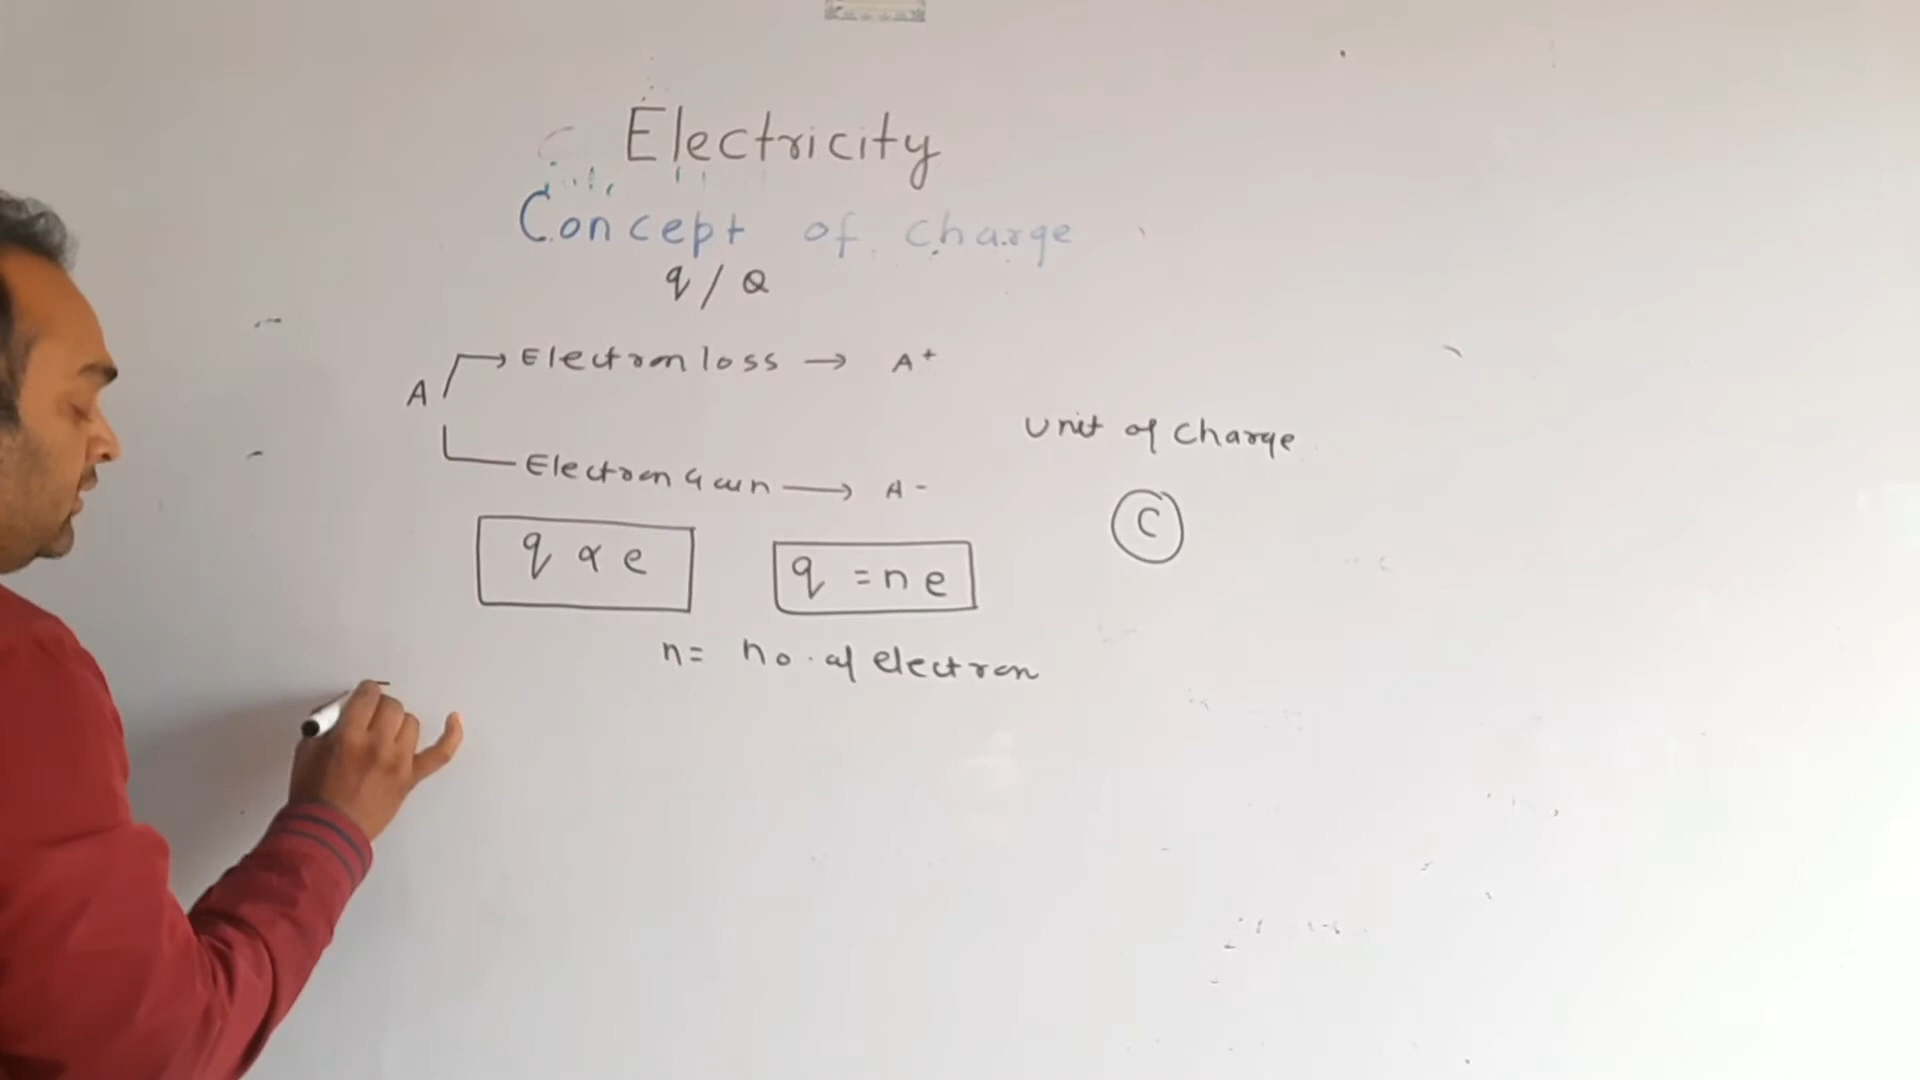 Electricity
Concept of charge
q / Q
A → Electron loss → A+
Electron Gain → A-
q ∝ e
q = ne
n= no. of electron
Unit of charge
C